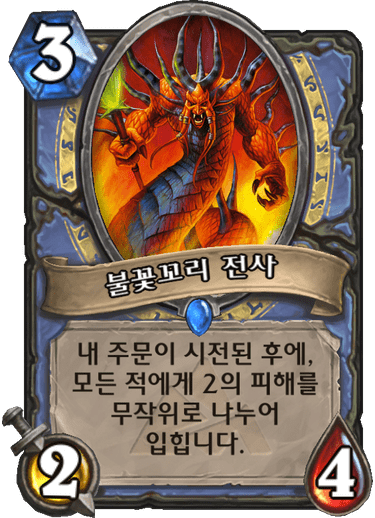 3
불꽃꼬리 전사
내 주문이 시전된 후에,
모든 적에게 2의 피해를
무작위로 나누어
입힙니다.
2
4